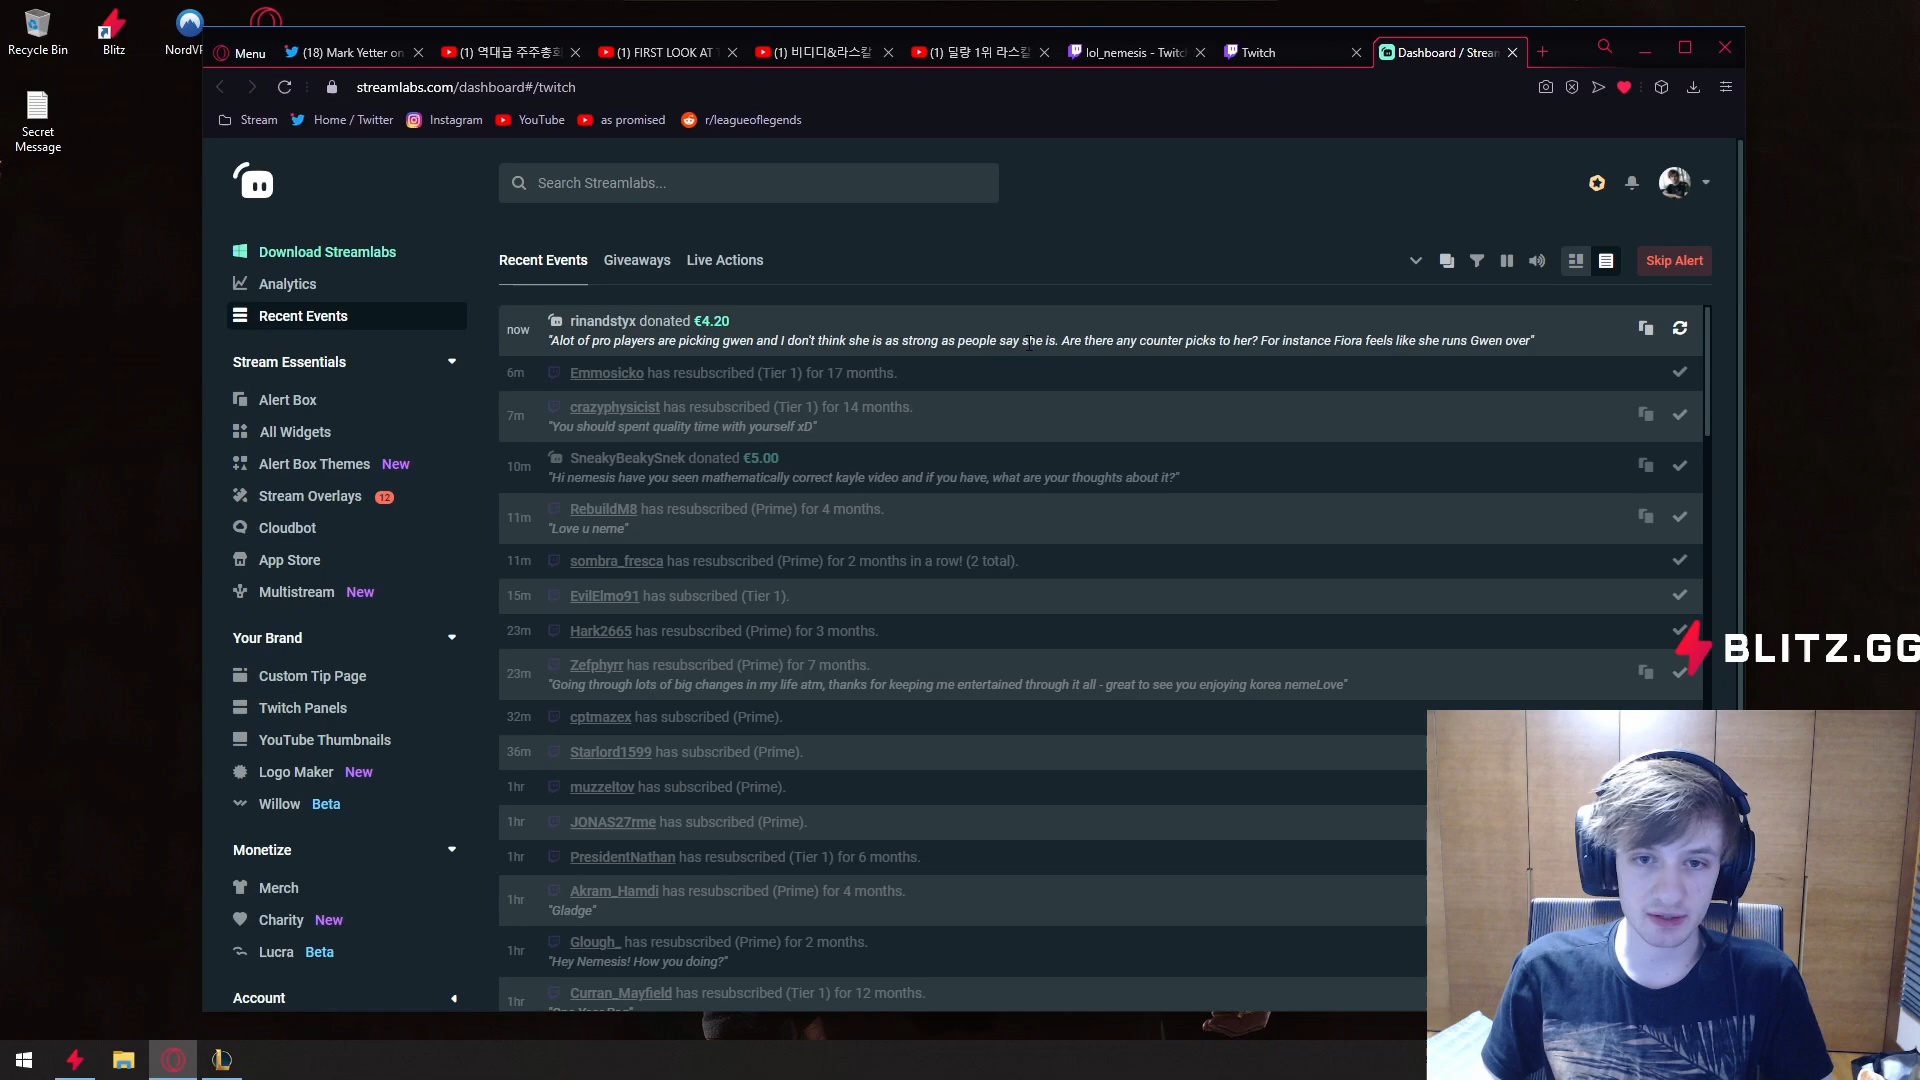 Recycle Bin
Blitz
NordVP
Secret
Message
Menu
(18) Mark Yetter on
(1) 역대급 주주총회
(1) FIRST LOOK AT
(1) 비디디&라스칼
(1) 딜량 1위 라스칼
lol_nemesis - Twitch
Twitch
Dashboard / Stream
streamlabs.com/dashboard#/twitch
Stream
Home / Twitter
Instagram
YouTube
as promised
r/leagueoflegends
Search Streamlabs...
Download Streamlabs
Analytics
Recent Events
Stream Essentials
Alert Box
All Widgets
Alert Box Themes New
Stream Overlays 12
Cloudbot
App Store
Multistream New
Your Brand
Custom Tip Page
Twitch Panels
YouTube Thumbnails
Logo Maker New
Willow Beta
Monetize
Merch
Charity New
Lucra Beta
Account
Recent Events
Giveaways
Live Actions
Skip Alert
now
rinandstyx donated €4.20
"Alot of pro players are picking gwen and I don't think she is as strong as people say she is. Are there any counter picks to her? For instance Fiora feels like she runs Gwen over"
6m
Emmosicko has resubscribed (Tier 1) for 17 months.
7m
crazyphysicist has resubscribed (Tier 1) for 14 months.
"You should spent quality time with yourself xD"
10m
SneakyBeakySnek donated €5.00
"Hi nemesis have you seen mathematically correct kayle video and if you have, what are your thoughts about it?"
11m
RebuildM8 has resubscribed (Prime) for 4 months.
"Love u neme"
11m
sombra_fresca has resubscribed (Prime) for 2 months in a row! (2 total).
15m
EvilElmo91 has subscribed (Tier 1).
23m
Hark2665 has resubscribed (Prime) for 3 months.
23m
Zefphyrr has resubscribed (Prime) for 7 months.
"Going through lots of big changes in my life atm, thanks for keeping me entertained through it all - great to see you enjoying korea nemeLove"
32m
cptmazex has subscribed (Prime).
36m
Starlord1599 has subscribed (Prime).
1hr
muzzeltov has subscribed (Prime).
1hr
JONAS27rme has subscribed (Prime).
1hr
PresidentNathan has resubscribed (Tier 1) for 6 months.
1hr
Akram_Hamdi has resubscribed (Prime) for 4 months.
"Gladge"
1hr
Glough_ has resubscribed (Prime) for 2 months.
"Hey Nemesis! How you doing?"
1hr
Curran_Mayfield has resubscribed (Tier 1) for 12 months.
BLITZ.GG